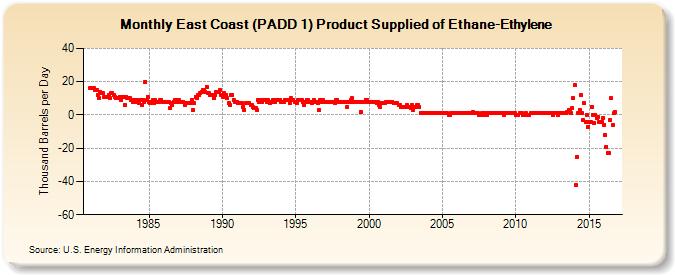 Monthly East Coast (PADD 1) Product Supplied of Ethane-Ethylene
Thousand Barrels per Day
40
20
0
-20
-40
-60
1985 1990 1995 2000 2005 2010 2015
Source: U.S. Energy Information Administration